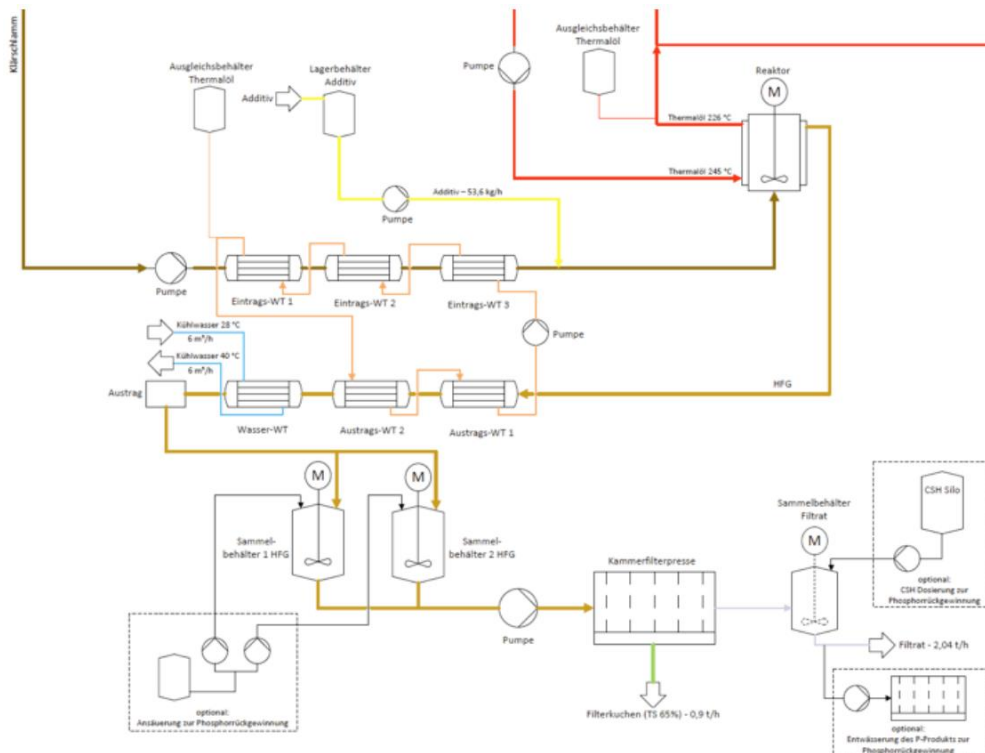 Klärschlamm
Ausgleichsbehälter
Thermalöl
Lagerbehälter
Additiv
Additiv
Pumpe
Ausgleichsbehälter
Thermalöl
Reaktor
M
Thermalöl 226 °C
Thermalöl 245 °C
Additiv – 53,6 kg/h
Pumpe
Pumpe
Eintrags-WT 1
Eintrags-WT 2
Eintrags-WT 3
Pumpe
Kühlwasser 28 °C
6 m³/h
Kühlwasser 40 °C
6 m³/h
HFG
Austrag
Wasser-WT
Austrags-WT 2
Austrags-WT 1
M
M
Sammel-
behälter 1 HFG
Sammel-
behälter 2 HFG
Pumpe
Kammerfilterpresse
Sammelbehälter
Filtrat
M
CSH Silo
optional:
CSH Dosierung zur
Phosphorrückgewinnung
Filtrat - 2,04 t/h
optional:
Ansäuerung zur Phosphorrückgewinnung
Filterkuchen (TS 65%) - 0,9 t/h
optional:
Entwässerung des P-Produkts zur
Phosphorrückgewinnung